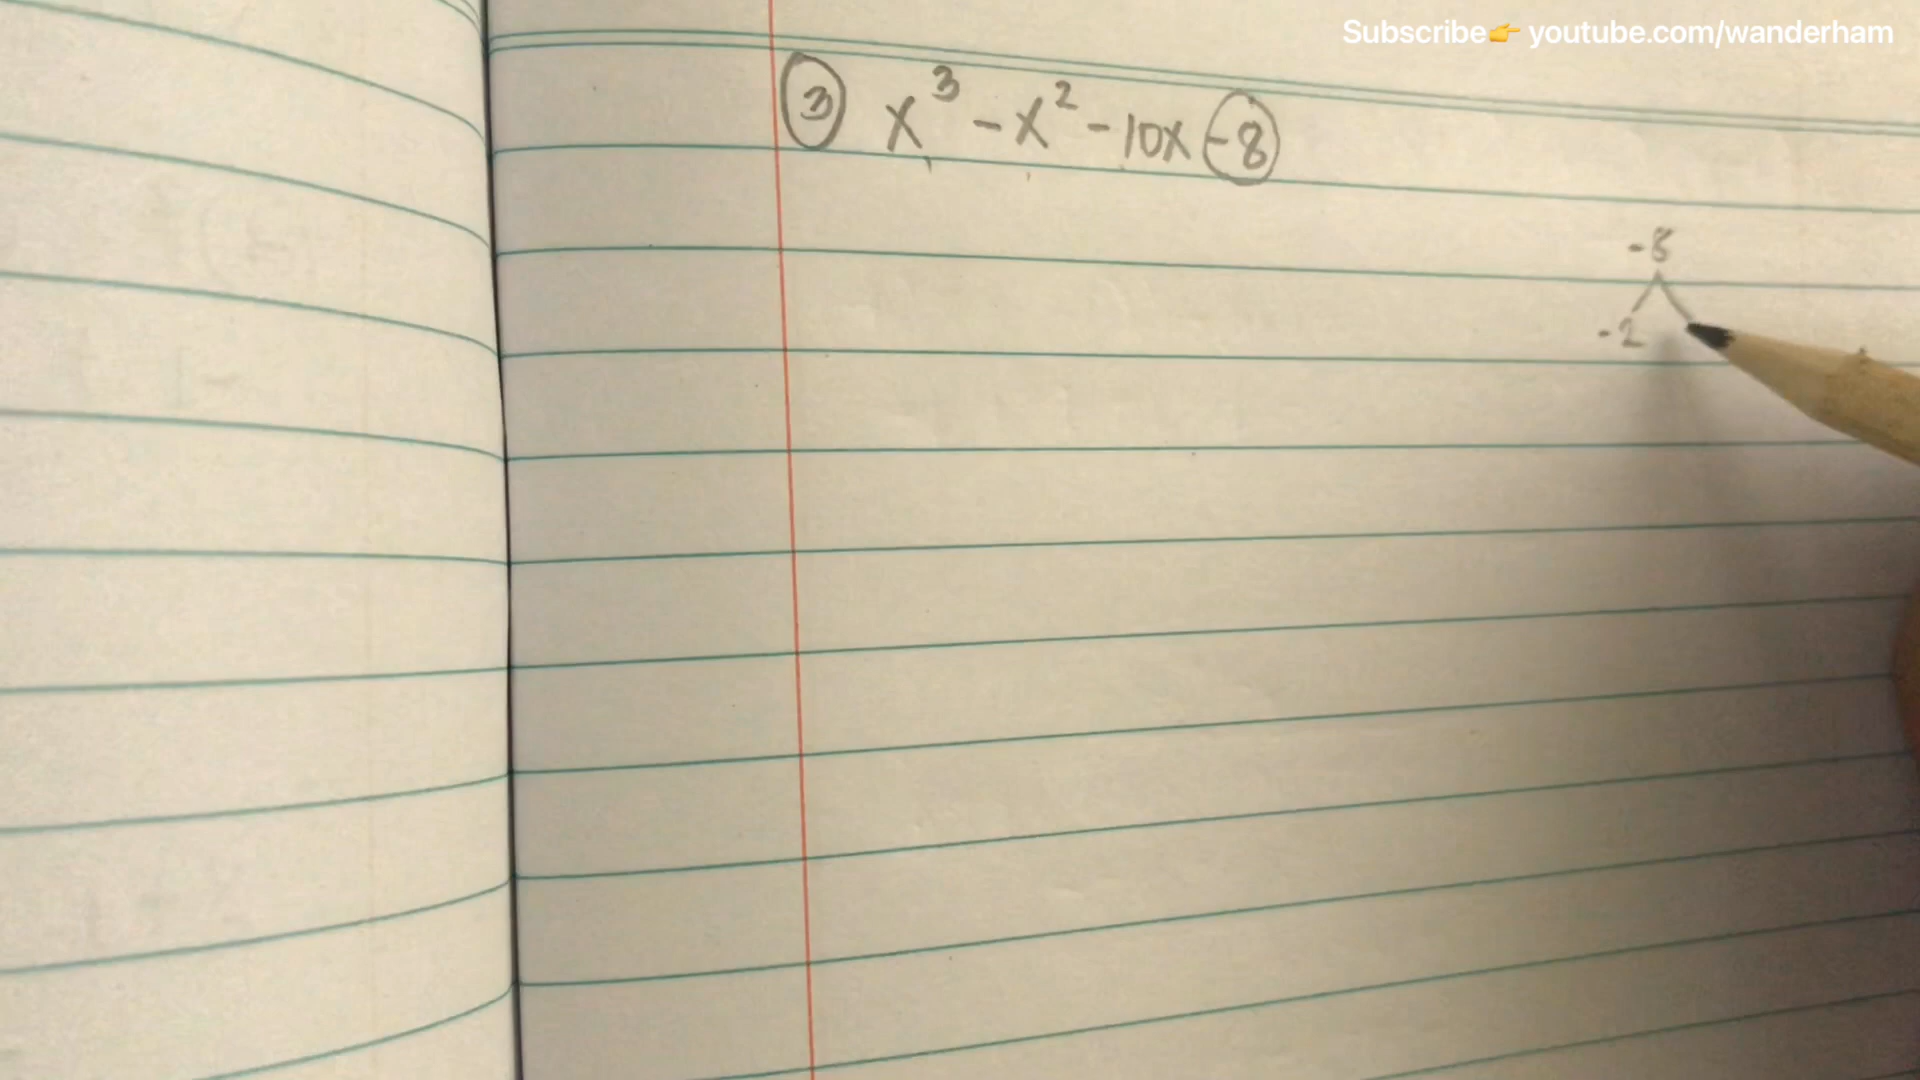 Subscribe👉 youtube.com/wanderham
③ x³ - x² - 10x - 8
-8
-2